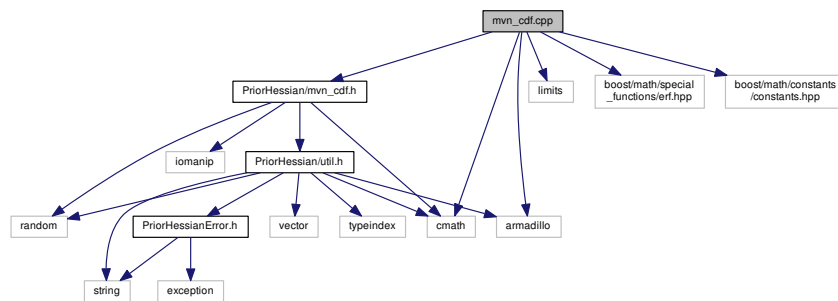 mvn_cdf.cpp
PriorHessian/mvn_cdf.h
limits
boost/math/special
_functions/erf.hpp
boost/math/constants
/constants.hpp
iomanip
PriorHessian/util.h
random
PriorHessianError.h
vector
typeindex
cmath
armadillo
string
exception